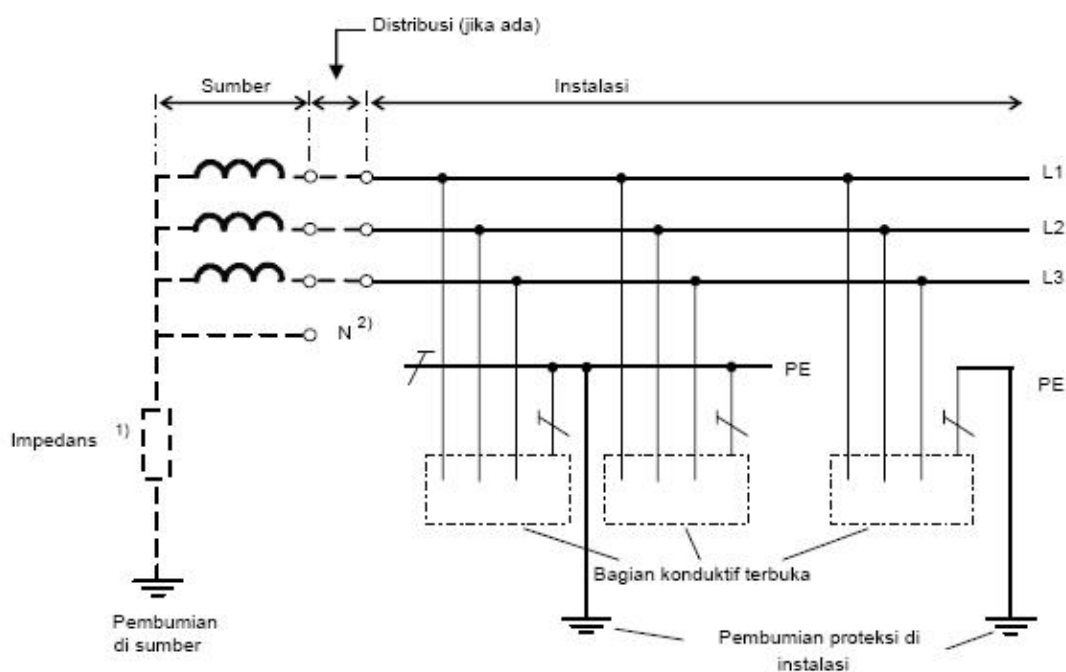 Distribusi (jika ada)
Sumber
Instalasi
L1
L2
L3
N 2)
PE
PE
Impedans 1)
Bagian konduktif terbuka
Pembumian
di sumber
Pembumian proteksi di
instalasi